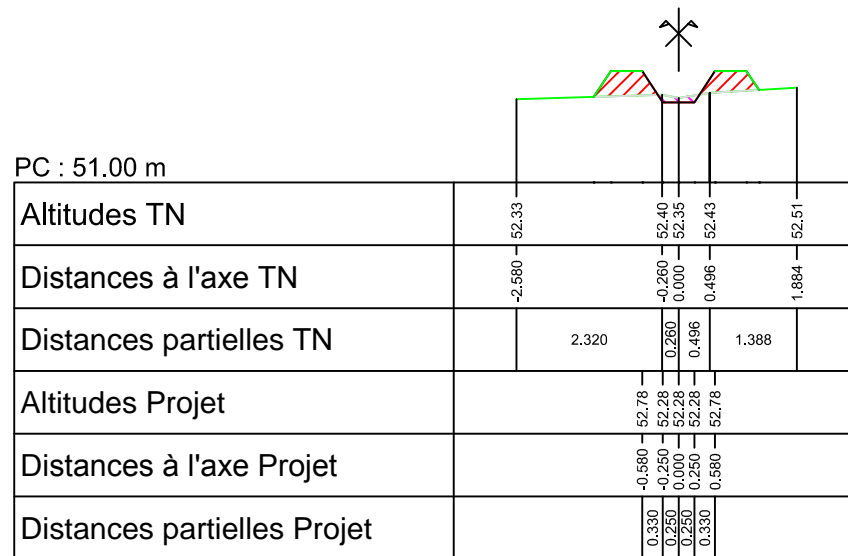 PC : 51.00 m
Altitudes TN 52.33 52.40 52.35 52.43 52.51
Distances à l'axe TN -2.580 -0.260 0.000 0.496 1.884
Distances partielles TN 2.320 0.260 0.496 1.388
Altitudes Projet 52.78 52.28 52.28 52.28 52.78
Distances à l'axe Projet -0.580 -0.250 0.000 0.250 0.580
Distances partielles Projet 0.330 0.250 0.250 0.330